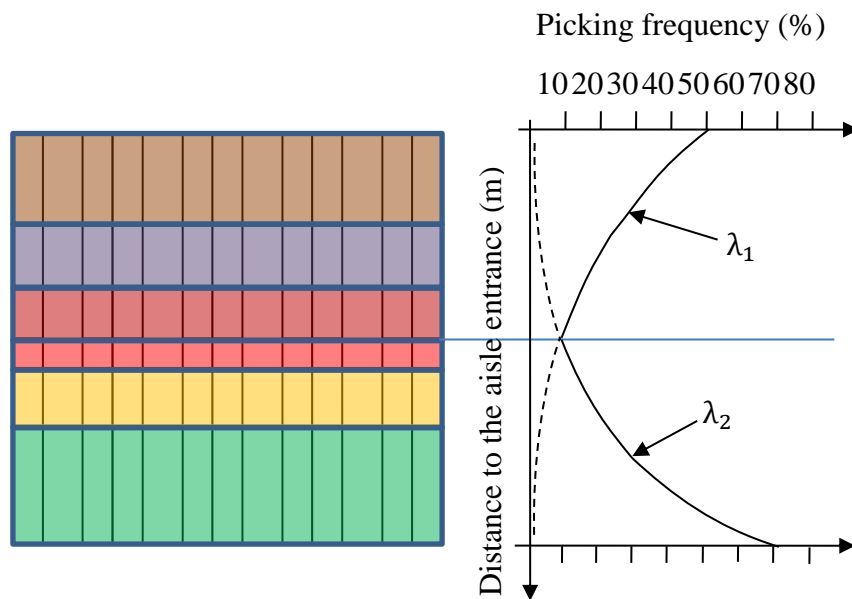 Picking frequency (%)
10 20 30 40 50 60 70 80
Distance to the aisle entrance (m)
λ₁
λ₂